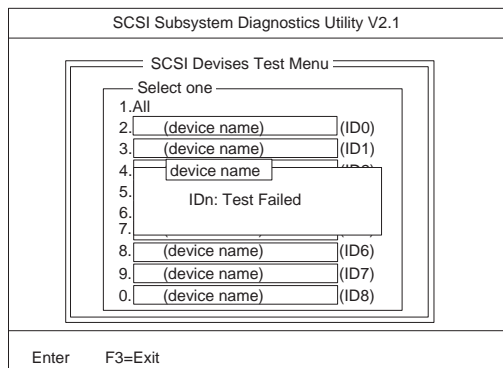 SCSI Subsystem Diagnostics Utility V2.1
SCSI Devises Test Menu
Select one
1.All
2. (device name) (ID0)
3. (device name) (ID1)
4.
device name
5.
IDn: Test Failed
6.
7.
8. (device name) (ID6)
9. (device name) (ID7)
0. (device name) (ID8)
Enter F3=Exit